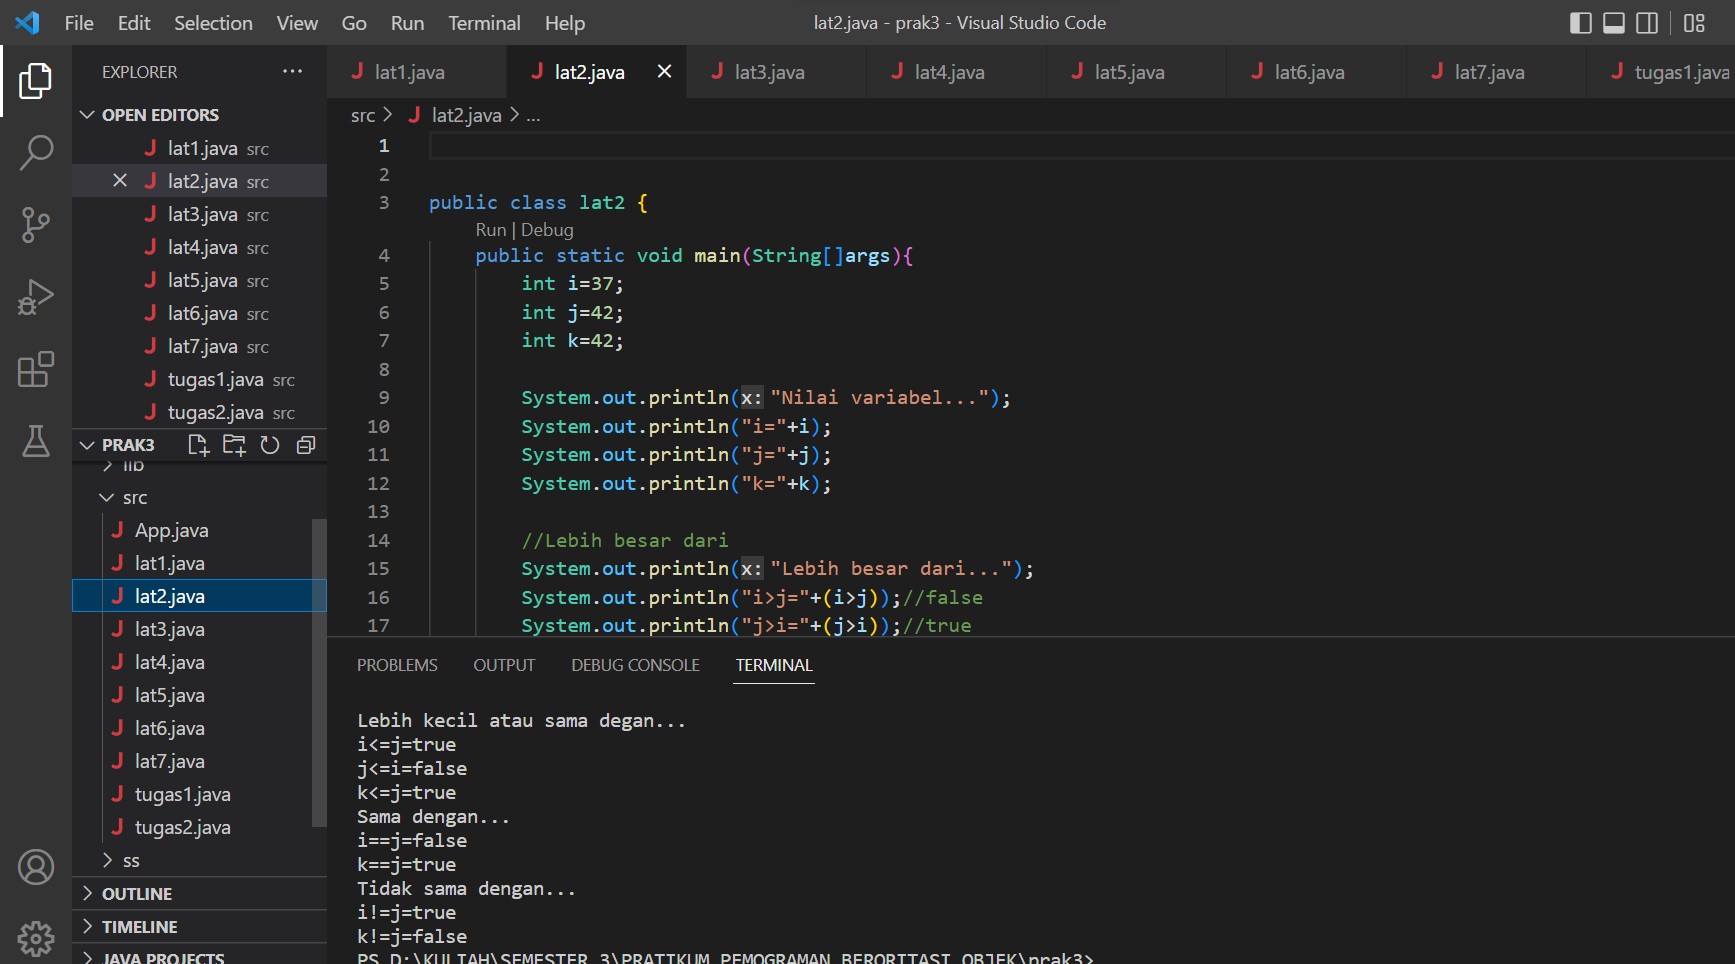 File Edit Selection View Go Run Terminal Help
lat2.java - prak3 - Visual Studio Code
EXPLORER
OPEN EDITORS
lat1.java src
lat2.java src
lat3.java src
lat4.java src
lat5.java src
lat6.java src
lat7.java src
tugas1.java src
tugas2.java src
PRAK3
lib
src
App.java
lat1.java
lat2.java
lat3.java
lat4.java
lat5.java
lat6.java
lat7.java
tugas1.java
tugas2.java
ss
OUTLINE
TIMELINE
JAVA PROJECTS
lat1.java lat2.java lat3.java lat4.java lat5.java lat6.java lat7.java tugas1.java
src > lat2.java > ...
1
2
3 public class lat2 {
Run | Debug
4 public static void main(String[]args){
5 int i=37;
6 int j=42;
7 int k=42;
8
9 System.out.println(x: "Nilai variabel...");
10 System.out.println("i="+i);
11 System.out.println("j="+j);
12 System.out.println("k="+k);
13
14 //Lebih besar dari
15 System.out.println(x: "Lebih besar dari...");
16 System.out.println("i>j="+(i>j));//false
17 System.out.println("j>i="+(j>i));//true
PROBLEMS OUTPUT DEBUG CONSOLE TERMINAL
Lebih kecil atau sama degan...
i<=j=true
j<=i=false
k<=j=true
Sama dengan...
i==j=false
k==j=true
Tidak sama dengan...
i!=j=true
k!=j=false
PS D:\KULIAH\SEMESTER 3\PRATIKUM PEMOGRAMAN BERORITASI OBJEK\prak3>